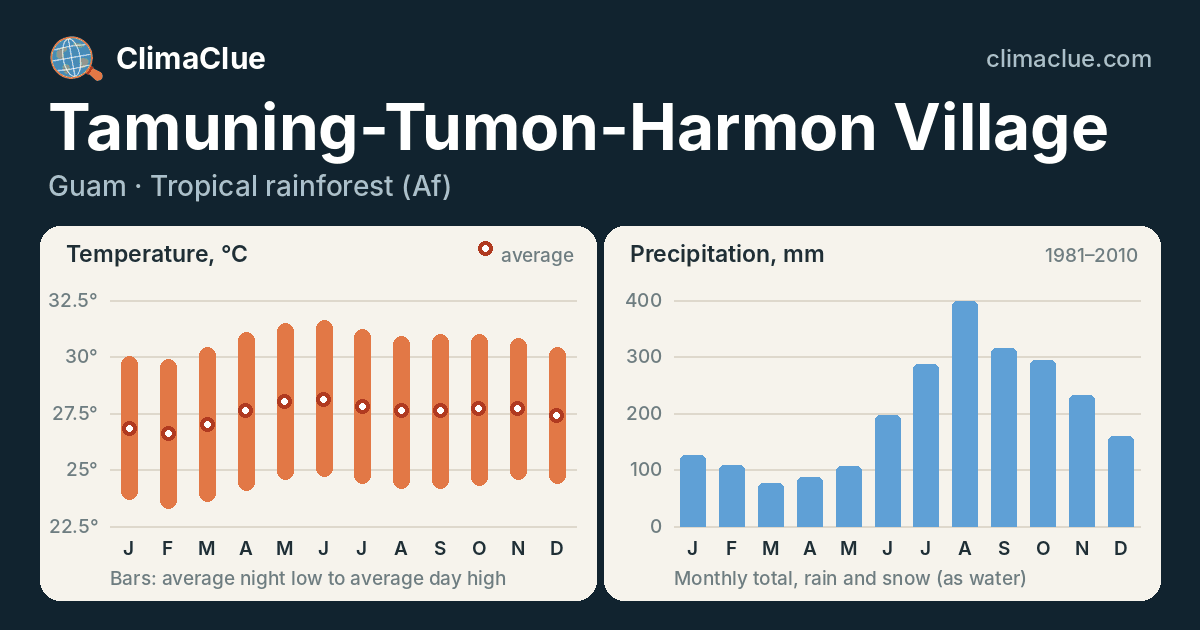 ClimaClue
climaclue.com
Tamuning-Tumon-Harmon Village
Guam · Tropical rainforest (Af)
Temperature, °C
average
32.5°
30°
27.5°
25°
22.5°
J F M A M J J A S O N D
Bars: average night low to average day high
Precipitation, mm
1981–2010
400
300
200
100
0
J F M A M J J A S O N D
Monthly total, rain and snow (as water)